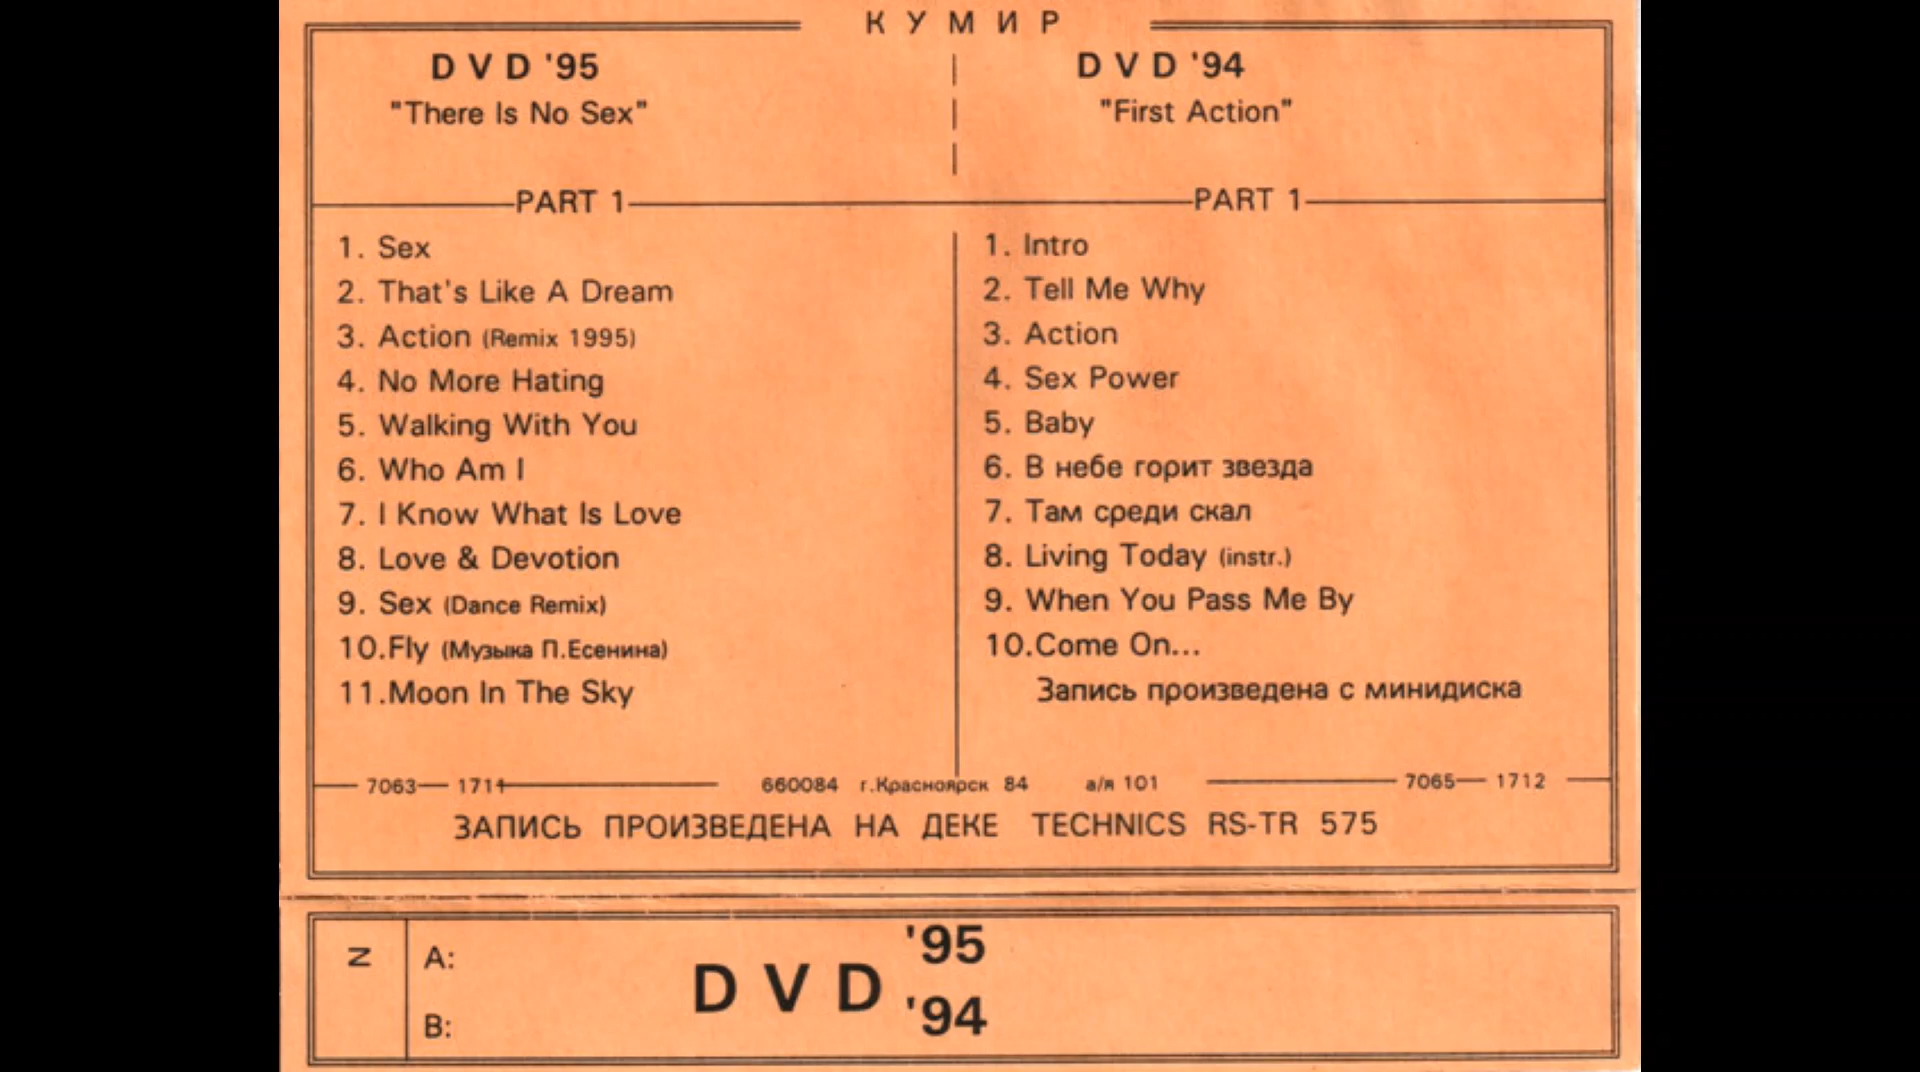 КУМИР
DVD '95
"There Is No Sex"
PART 1
1. Sex
2. That's Like A Dream
3. Action (Remix 1995)
4. No More Hating
5. Walking With You
6. Who Am I
7. I Know What Is Love
8. Love & Devotion
9. Sex (Dance Remix)
10.Fly (Музыка П.Есенина)
11.Moon In The Sky
DVD '94
"First Action"
PART 1
1. Intro
2. Tell Me Why
3. Action
4. Sex Power
5. Baby
6. В небе горит звезда
7. Там среди скал
8. Living Today (instr.)
9. When You Pass Me By
10.Come On...
Запись произведена с минидиска
7063 — 1711 660084 г.Красноярск 84 а/я 101 7065 — 1712
ЗАПИСЬ ПРОИЗВЕДЕНА НА ДЕКЕ TECHNICS RS-TR 575
N
A:
B:
DVD '95 '94